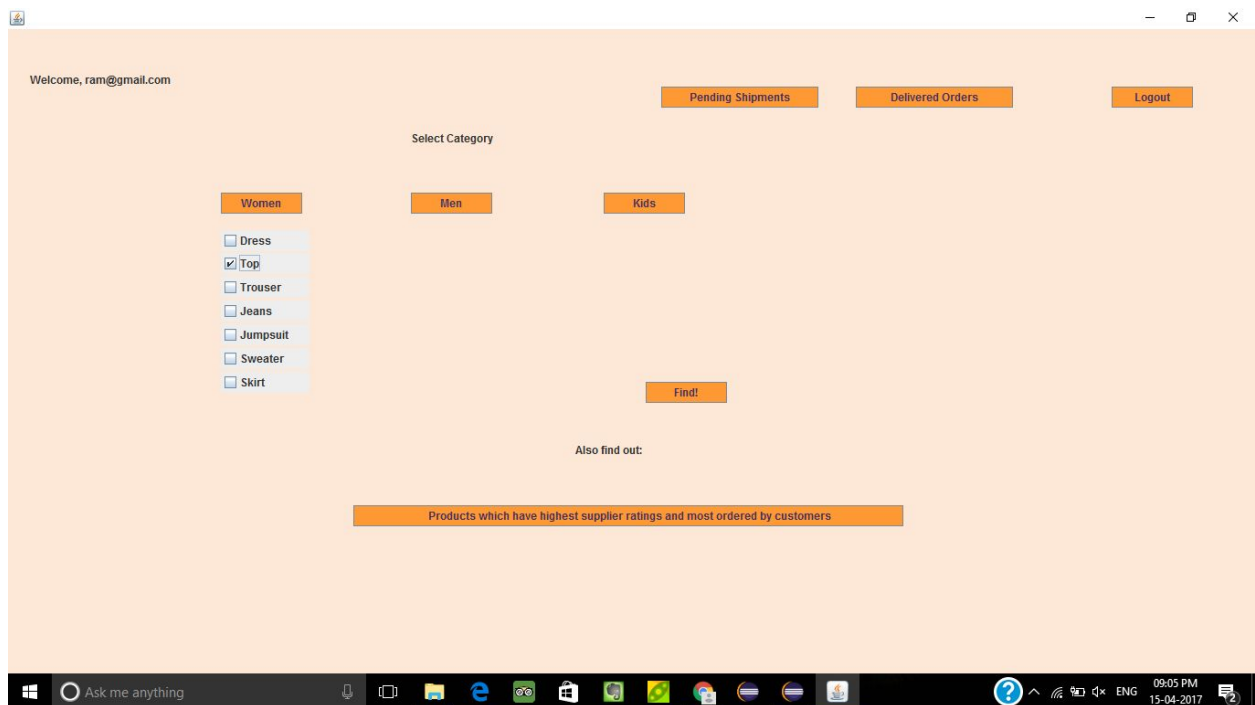 Welcome, ram@gmail.com
Pending Shipments
Delivered Orders
Logout
Select Category
Women
Men
Kids
Dress
Top
Trouser
Jeans
Jumpsuit
Sweater
Skirt
Find!
Also find out:
Products which have highest supplier ratings and most ordered by customers
Ask me anything
ENG
09:05 PM
15-04-2017
2